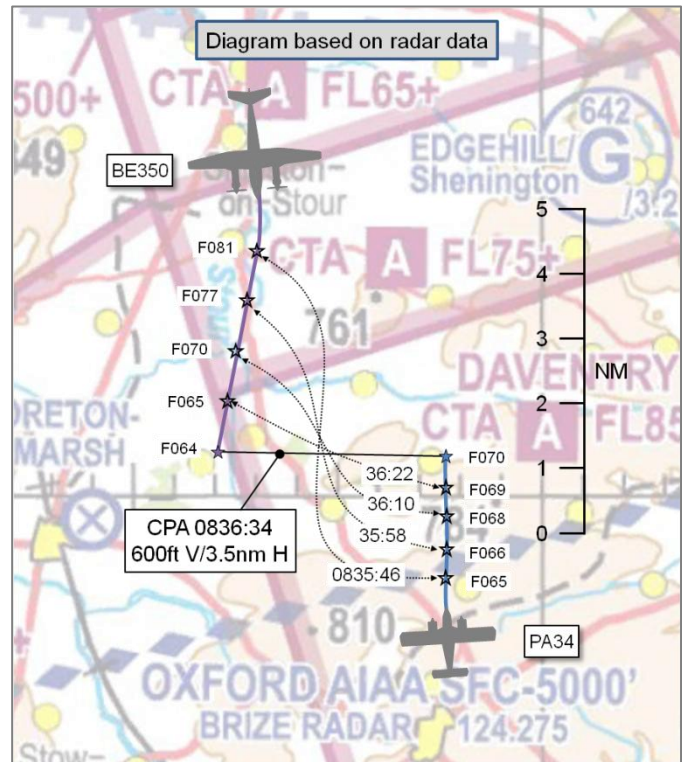 Diagram based on radar data
500+
CTA A FL65+
642
EDGEHILL/
Shenington
G
/3.2
349
BE350
on-Stour
5
F081
CTA A FL75+
4
F077
761
3
F070
DAVENTRY
NM
F065
2
CTA A FL85
ORETON-
MARSH
F064
F070
36:22
F069
1
36:10
F068
CPA 0836:34
600ft V/3.5nm H
35:58
F066
0
0835:46
F065
810
PA34
OXFORD AIAA SFC-5000'
BRIZE RADAR
124.275
Stow-